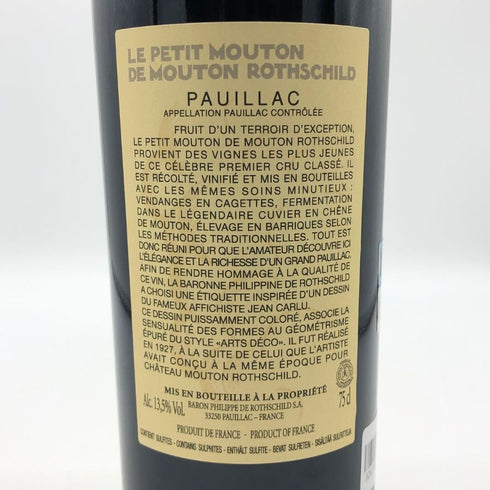 LE PETIT MOUTON
DE MOUTON ROTHSCHILD
PAUILLAC
APPELLATION PAUILLAC CONTRÔLÉE
FRUIT D'UN TERROIR D'EXCEPTION,
LE PETIT MOUTON DE MOUTON ROTHSCHILD
PROVIENT DES VIGNES LES PLUS JEUNES
DE CE CÉLÈBRE PREMIER CRU CLASSÉ. IL
EST RÉCOLTÉ, VINIFIÉ ET MIS EN BOUTEILLES
AVEC LES MÊMES SOINS MINUTIEUX :
VENDANGES EN CAGETTES, FERMENTATION
DANS LE LÉGENDAIRE CUVIER EN CHÊNE
DE MOUTON, ÉLEVAGE EN BARRIQUES SELON
LES MÉTHODES TRADITIONNELLES. TOUT EST
DONC RÉUNI POUR QUE L'AMATEUR DÉCOUVRE ICI
L'ÉLÉGANCE ET LA RICHESSE D'UN GRAND PAUILLAC.
AFIN DE RENDRE HOMMAGE À LA QUALITÉ DE
CE VIN, LA BARONNE PHILIPPINE DE ROTHSCHILD
A CHOISI UNE ÉTIQUETTE INSPIRÉE D'UN DESSIN
DU FAMEUX AFFICHISTE JEAN CARLU.
CE DESSIN PUISSAMMENT COLORÉ, ASSOCIE LA
SENSUALITÉ DES FORMES AU GÉOMÉTRISME
ÉPURÉ DU STYLE «ARTS DÉCO». IL FUT RÉALISÉ
EN 1927, À LA SUITE DE CELUI QUE L'ARTISTE
AVAIT CONÇU À LA MÊME ÉPOQUE POUR
CHÂTEAU MOUTON ROTHSCHILD.
MIS EN BOUTEILLE À LA PROPRIÉTÉ
Alc. 13,5% Vol. BARON PHILIPPE DE ROTHSCHILD S.A. 75 cl
33250 PAUILLAC – FRANCE
PRODUIT DE FRANCE - PRODUCT OF FRANCE
CONTIENT SULFITES - CONTAINS SULPHITES - ENTHÄLT SULFITE - BEVAT SULFIETEN - SISÄLTÄÄ SULFIITTEJA